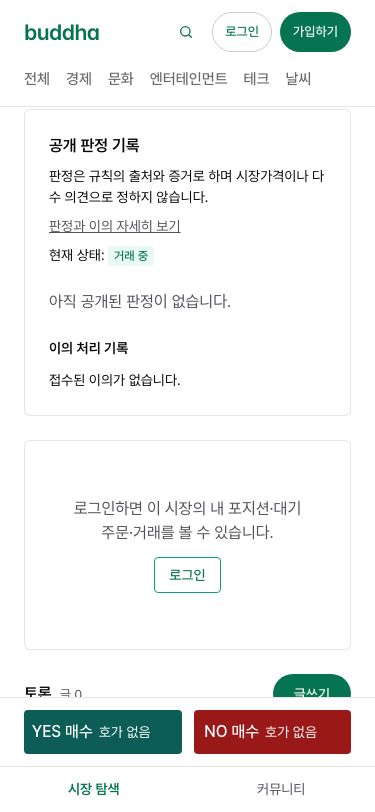 buddha 로그인 가입하기
전체 경제 문화 엔터테인먼트 테크 날씨
공개 판정 기록
판정은 규칙의 출처와 증거로 하며 시장가격이나 다
수 의견으로 정하지 않습니다.
판정과 이의 자세히 보기
현재 상태: 거래 중
아직 공개된 판정이 없습니다.
이의 처리 기록
접수된 이의가 없습니다.
로그인하면 이 시장의 내 포지션·대기
주문·거래를 볼 수 있습니다.
로그인
토론 글 0 글쓰기
YES 매수 호가 없음 NO 매수 호가 없음
시장 탐색 커뮤니티